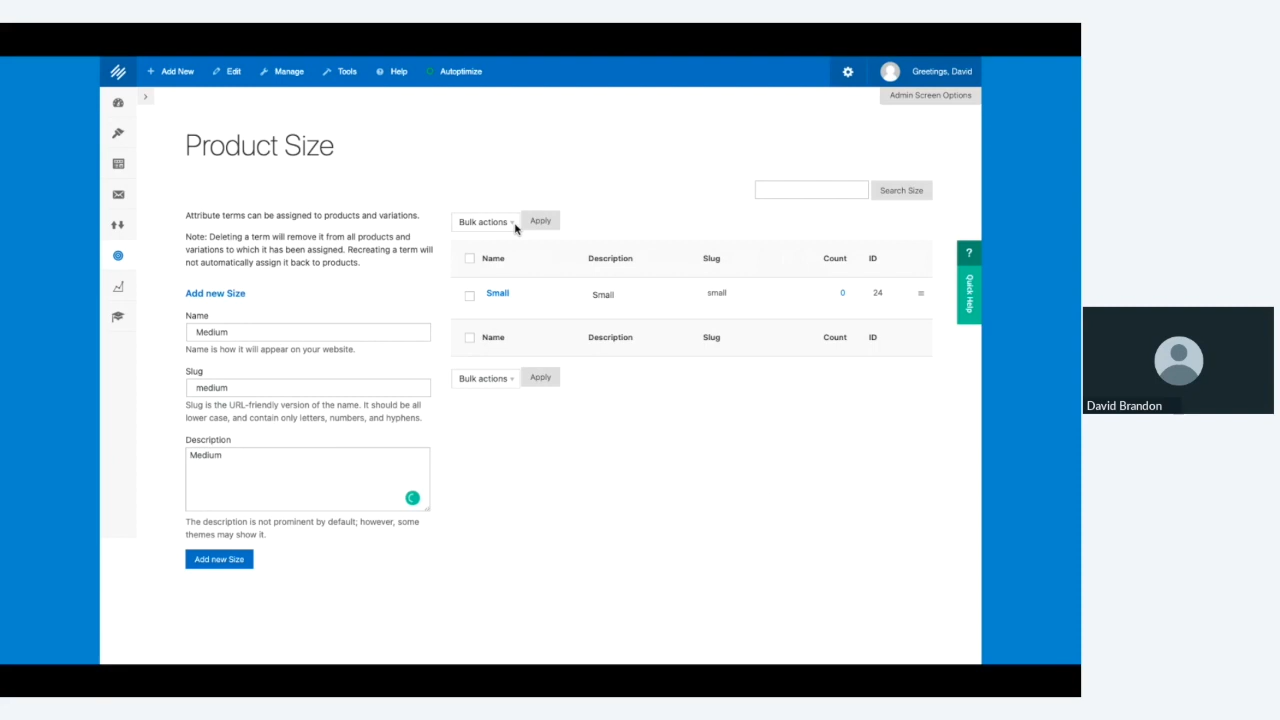 Add New Edit Manage Tools Help Autoptimize Greetings, David
Admin Screen Options
Product Size
Search Size
Attribute terms can be assigned to products and variations.
Note: Deleting a term will remove it from all products and
variations to which it has been assigned. Recreating a term will
not automatically assign it back to products.
Add new Size
Name
Medium
Name is how it will appear on your website.
Slug
medium
Slug is the URL-friendly version of the name. It should be all
lower case, and contain only letters, numbers, and hyphens.
Description
Medium
The description is not prominent by default; however, some
themes may show it.
Add new Size
Bulk actions Apply
Name Description Slug Count ID
Small Small small 0 24
Name Description Slug Count ID
Bulk actions Apply
?
Quick Help
David Brandon